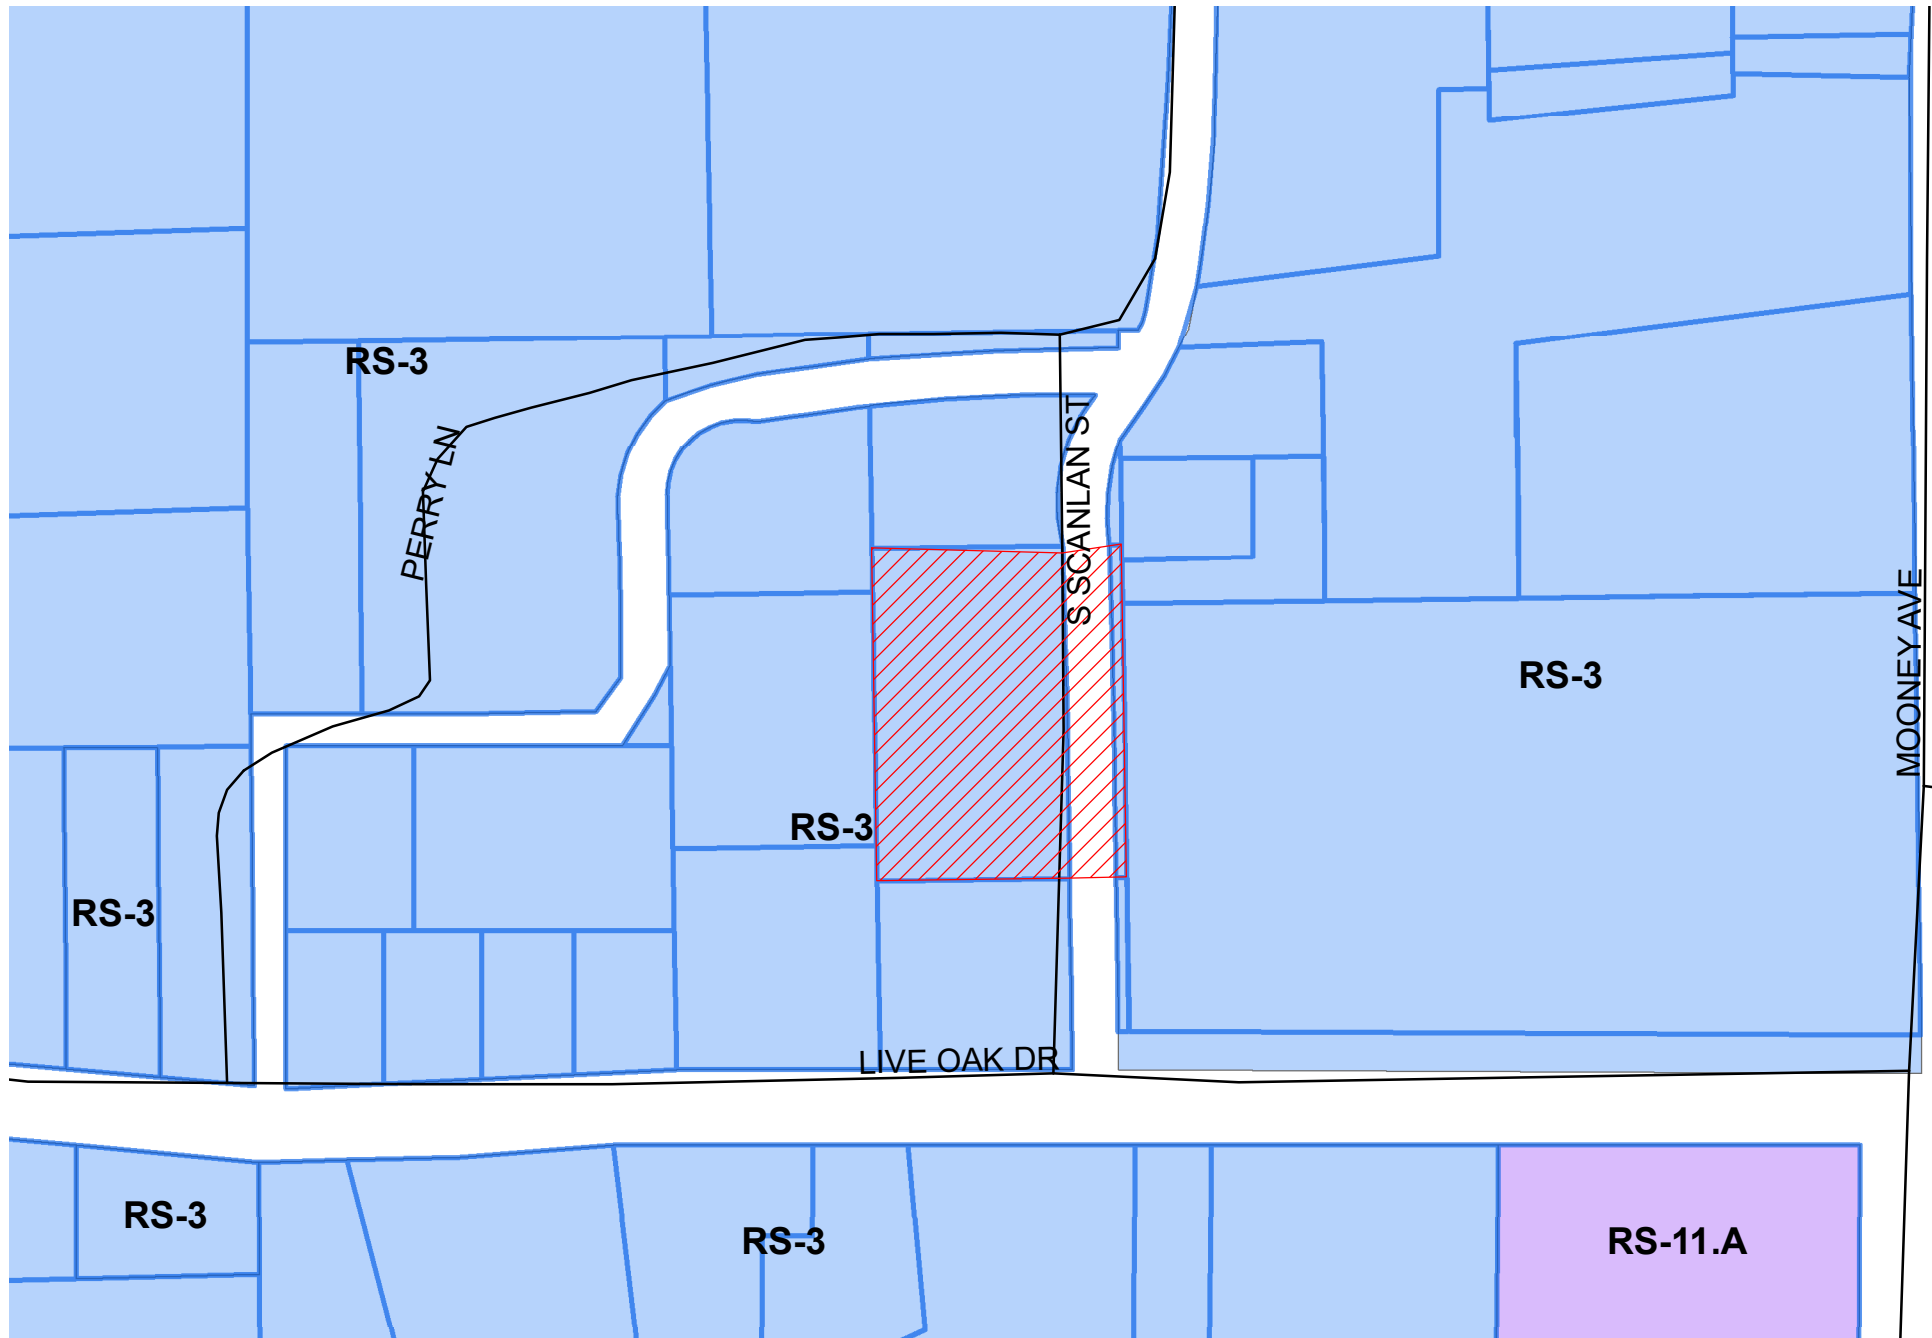 RS-3
PERRY LN
S SCANLAN ST
MOONEY AVE
RS-3
RS-3
RS-3
LIVE OAK DR
RS-3
RS-3
RS-11.A